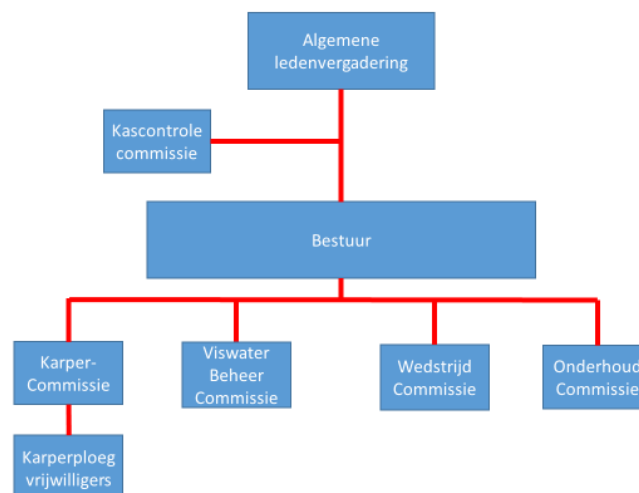 Algemene
ledenvergadering
Kascontrole
commissie
Bestuur
Karper-
Commissie
Viswater
Beheer
Commissie
Wedstrijd
Commissie
Onderhoud
Commissie
Karperploeg
vrijwilligers